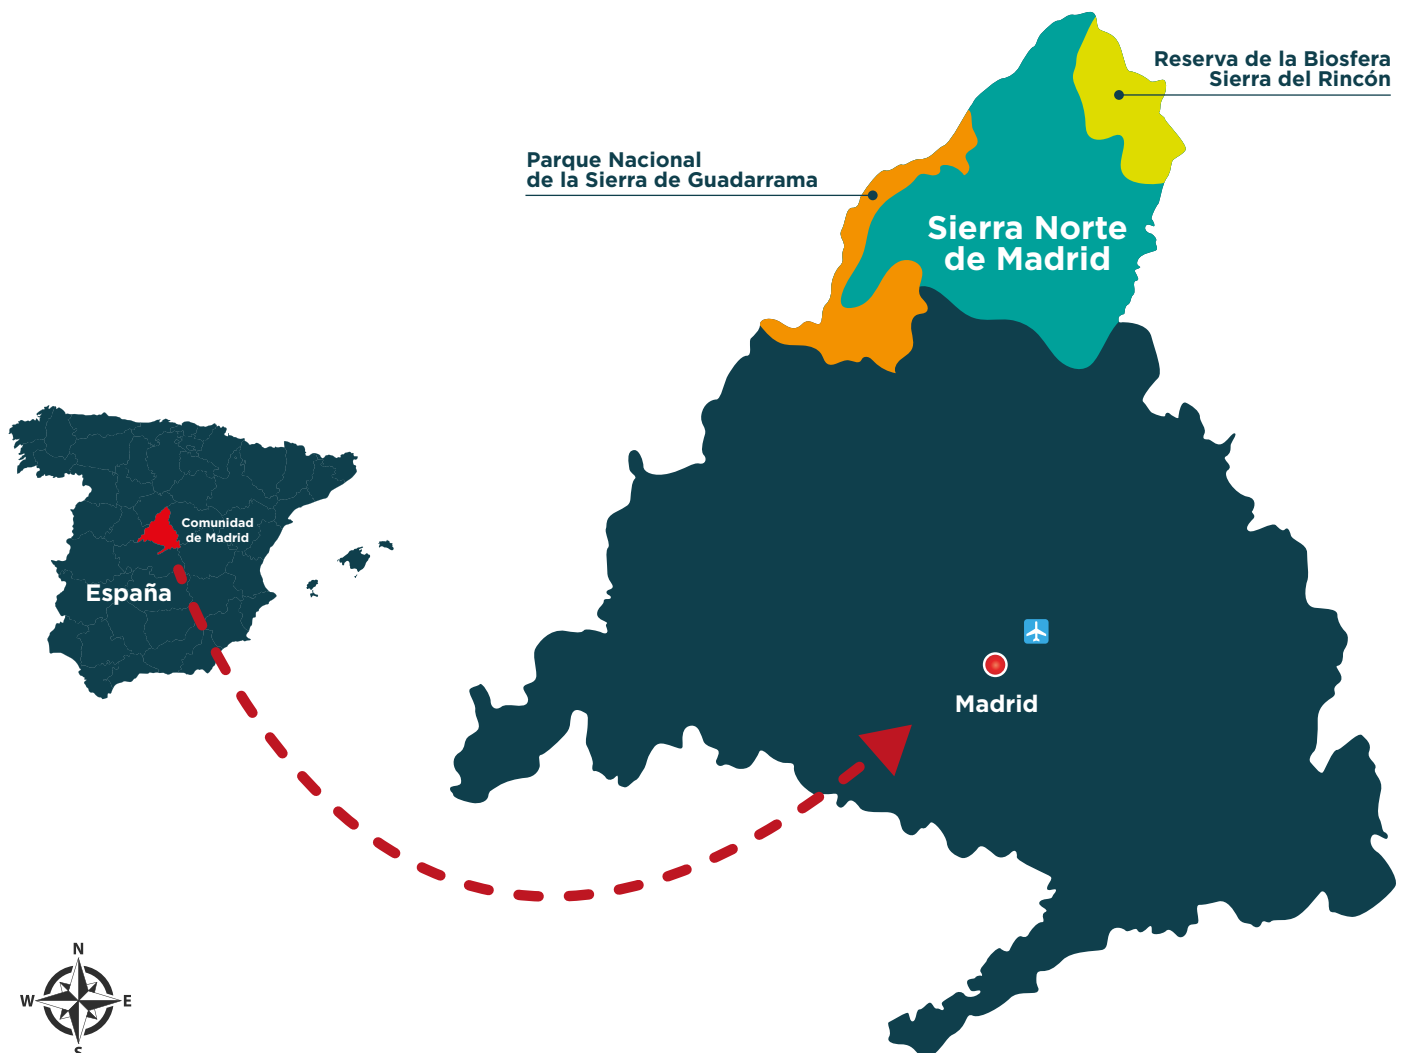 Reserva de la Biosfera
Sierra del Rincón
Parque Nacional
de la Sierra de Guadarrama
Sierra Norte
de Madrid
Comunidad
de Madrid
España
Madrid
N
W
E
S